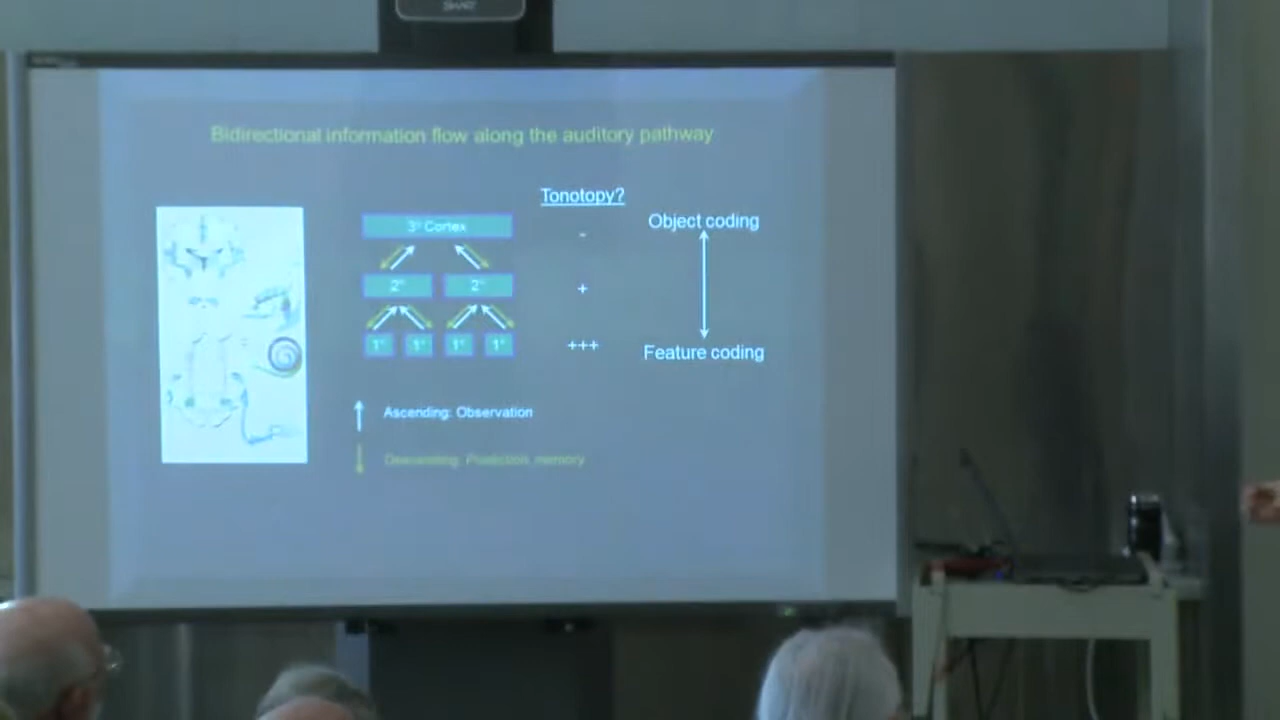 SMART
Bidirectional information flow along the auditory pathway
Tonotopy?
3° Cortex
-
Object coding
2° 2°
+
1° 1° 1° 1°
+++
Feature coding
Ascending: Observation
Descending: Prediction, memory